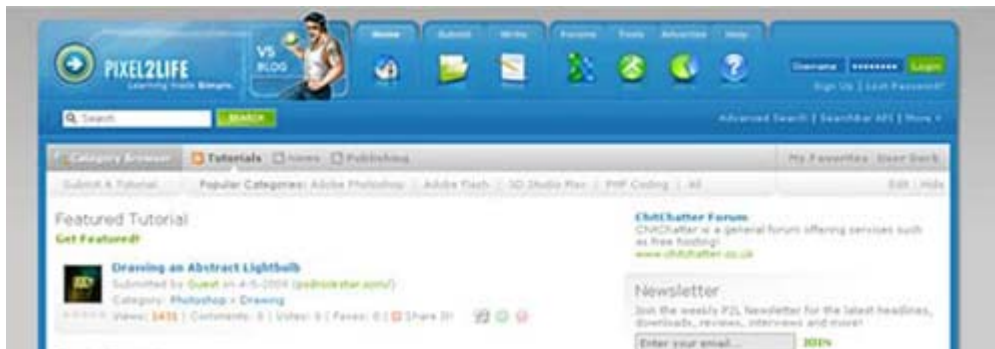 Home Submit Write Forums Tools Advertise Help
V5
BLOG
PIXEL2LIFE
Learning made Simple.
Username Login
Sign Up | Lost Password?
Search SEARCH
Advanced Search | Searchbar API | More
Category Browser Tutorials News Publishing My Favorites User Bar
Submit A Tutorial Popular Categories: Adobe Photoshop | Adobe Flash | 3D Studio Max | PHP Coding | All Edit | Hide
Featured Tutorial
Get Featured!
Drawing an Abstract Lightbulb
Submitted by Guest on 4-5-2009
Category: Photoshop » Drawing
Views: 1431 | Comments: 0 | Votes: 0 | Faves: 0 | Share It!
ChitChatter Forum
ChitChatter is a general forum offering services such
as free hosting!
www.chitchatter.co.uk
Newsletter
Join the weekly P2L Newsletter for the latest headlines,
downloads, reviews, interviews and more!
Enter your email... JOIN